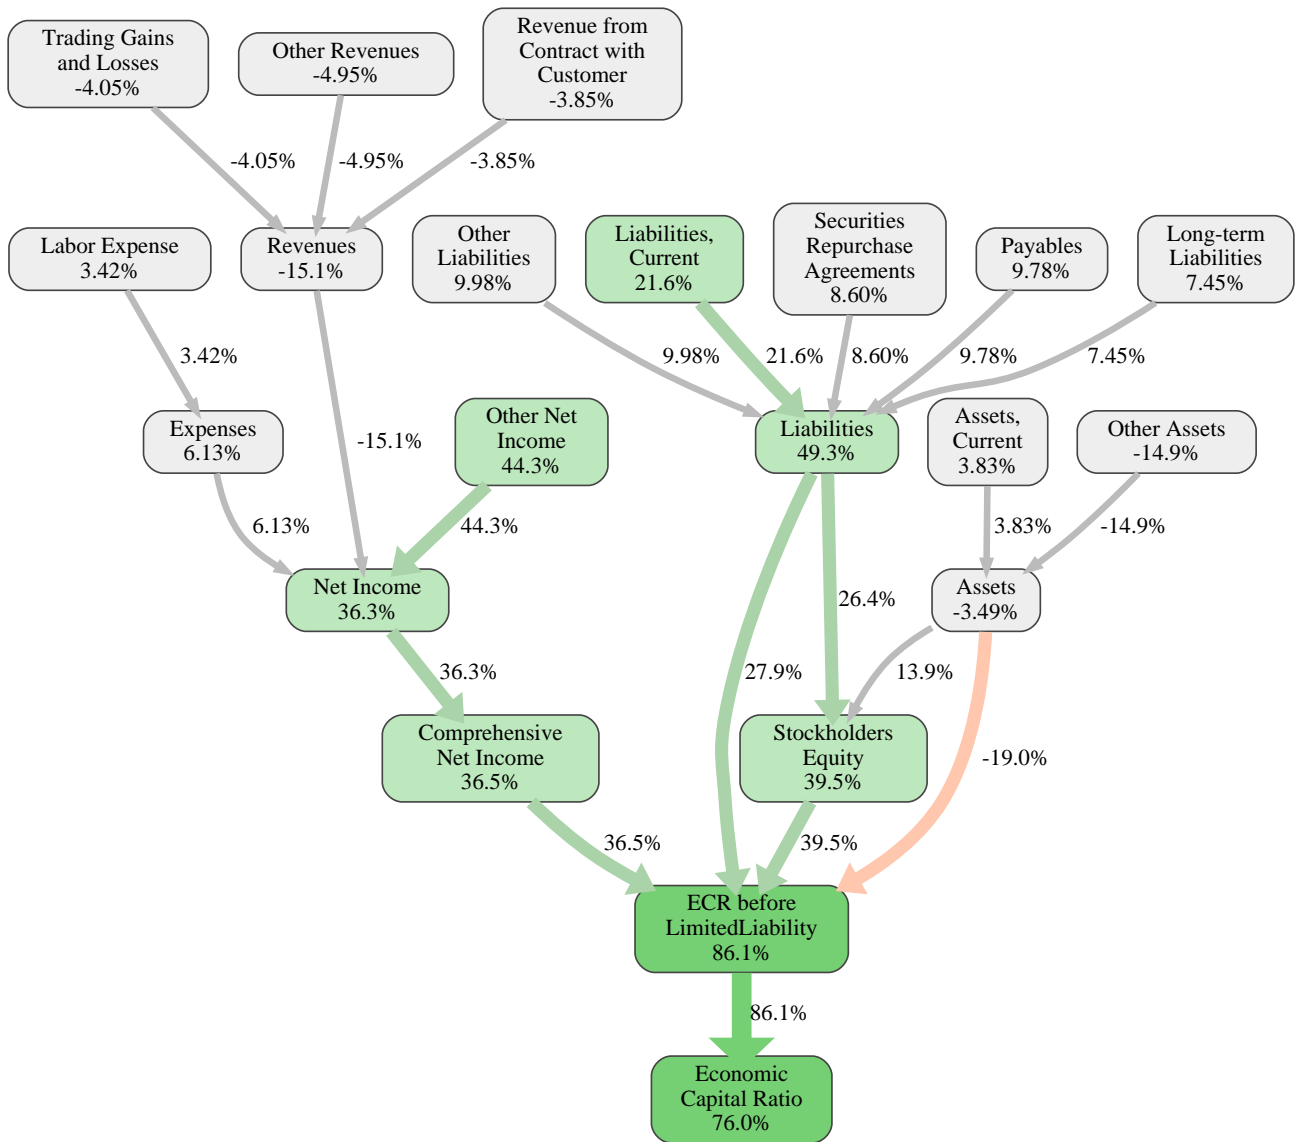 Trading Gains
and Losses
-4.05%
Other Revenues
-4.95%
Revenue from
Contract with
Customer
-3.85%
-4.05%
-4.95%
-3.85%
Labor Expense
3.42%
Revenues
-15.1%
Other
Liabilities
9.98%
Liabilities,
Current
21.6%
Securities
Repurchase
Agreements
8.60%
Payables
9.78%
Long-term
Liabilities
7.45%
3.42%
-15.1%
9.98%
21.6%
8.60%
9.78%
7.45%
Expenses
6.13%
Other Net
Income
44.3%
Liabilities
49.3%
Assets,
Current
3.83%
Other Assets
-14.9%
6.13%
44.3%
3.83%
-14.9%
Net Income
36.3%
26.4%
Assets
-3.49%
36.3%
27.9%
13.9%
-19.0%
Comprehensive
Net Income
36.5%
Stockholders
Equity
39.5%
36.5%
39.5%
ECR before
LimitedLiability
86.1%
86.1%
Economic
Capital Ratio
76.0%